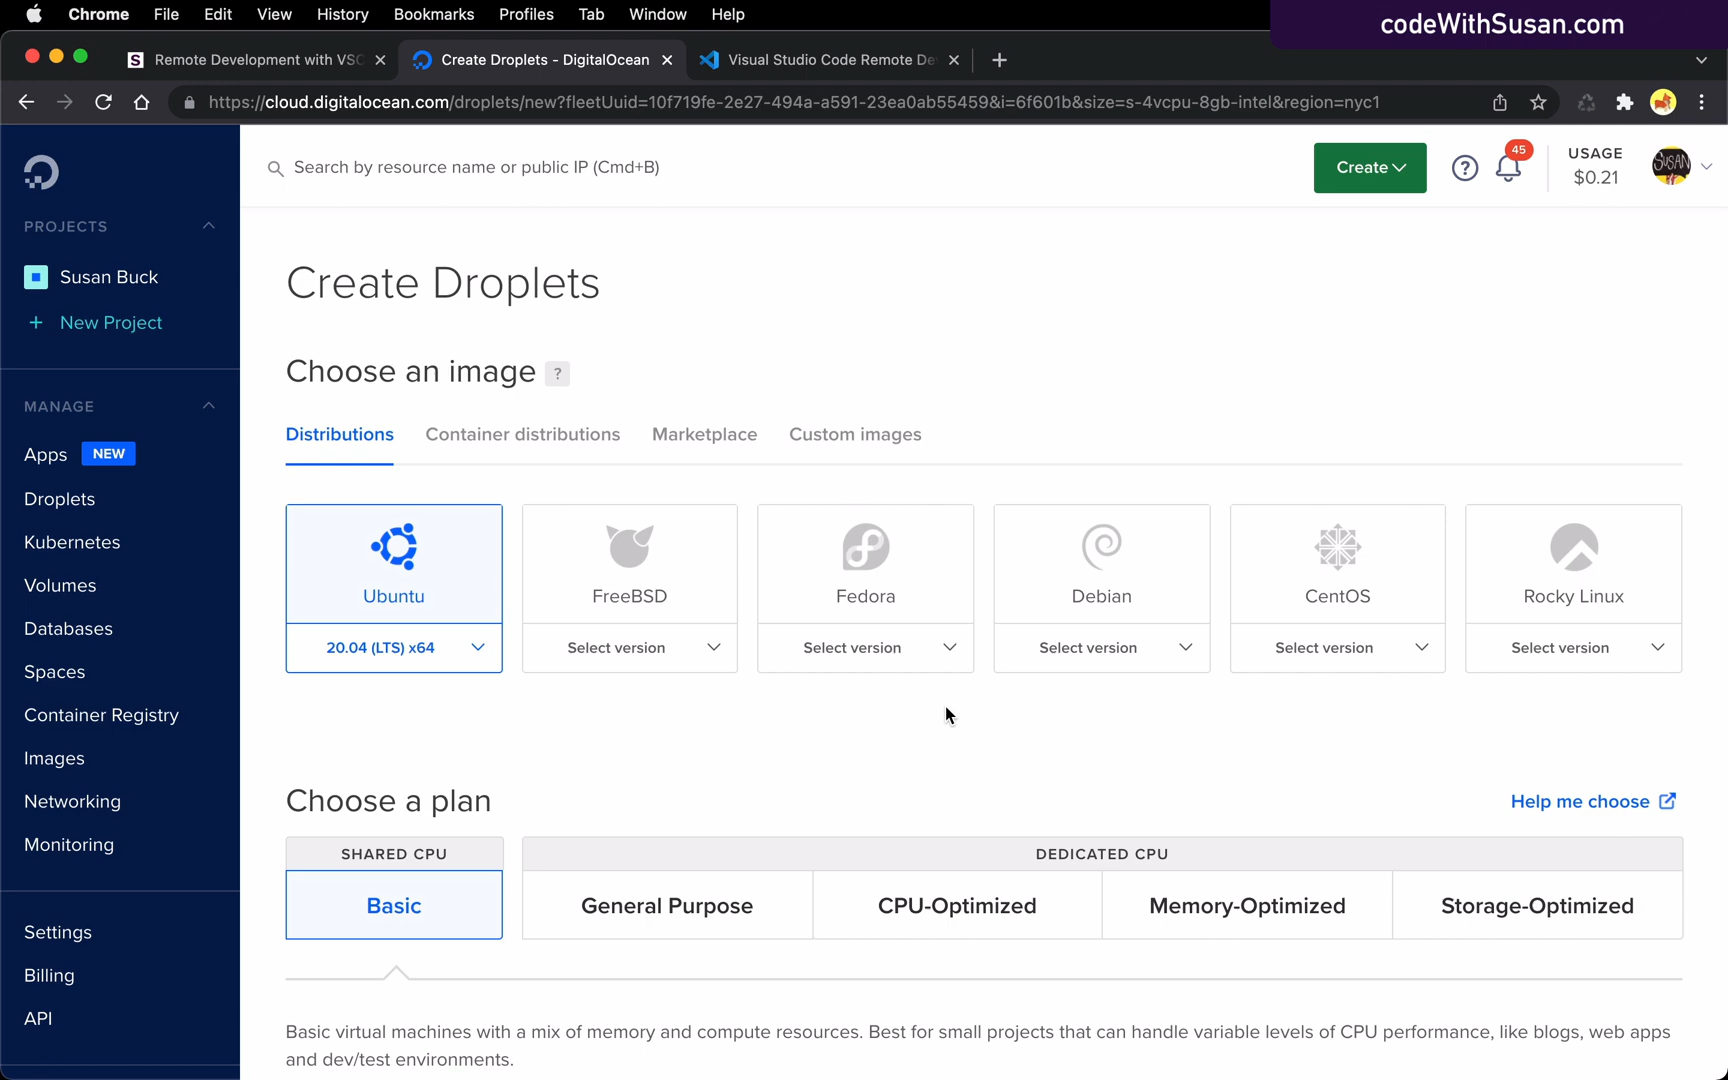 Chrome File Edit View History Bookmarks Profiles Tab Window Help
codeWithSusan.com
S Remote Development with VSC
Create Droplets - DigitalOcean
Visual Studio Code Remote De
https://cloud.digitalocean.com/droplets/new?fleetUuid=10f719fe-2e27-494a-a591-23ea0ab55459&i=6f601b&size=s-4vcpu-8gb-intel&region=nyc1
Search by resource name or public IP (Cmd+B)
Create
?
45
USAGE
$0.21
SUSAN
PROJECTS
Susan Buck
+ New Project
MANAGE
Apps NEW
Droplets
Kubernetes
Volumes
Databases
Spaces
Container Registry
Images
Networking
Monitoring
Settings
Billing
API
Create Droplets
Choose an image ?
Distributions Container distributions Marketplace Custom images
Ubuntu FreeBSD Fedora Debian CentOS Rocky Linux
20.04 (LTS) x64 Select version Select version Select version Select version Select version
Choose a plan
Help me choose
SHARED CPU DEDICATED CPU
Basic General Purpose CPU-Optimized Memory-Optimized Storage-Optimized
Basic virtual machines with a mix of memory and compute resources. Best for small projects that can handle variable levels of CPU performance, like blogs, web apps
and dev/test environments.